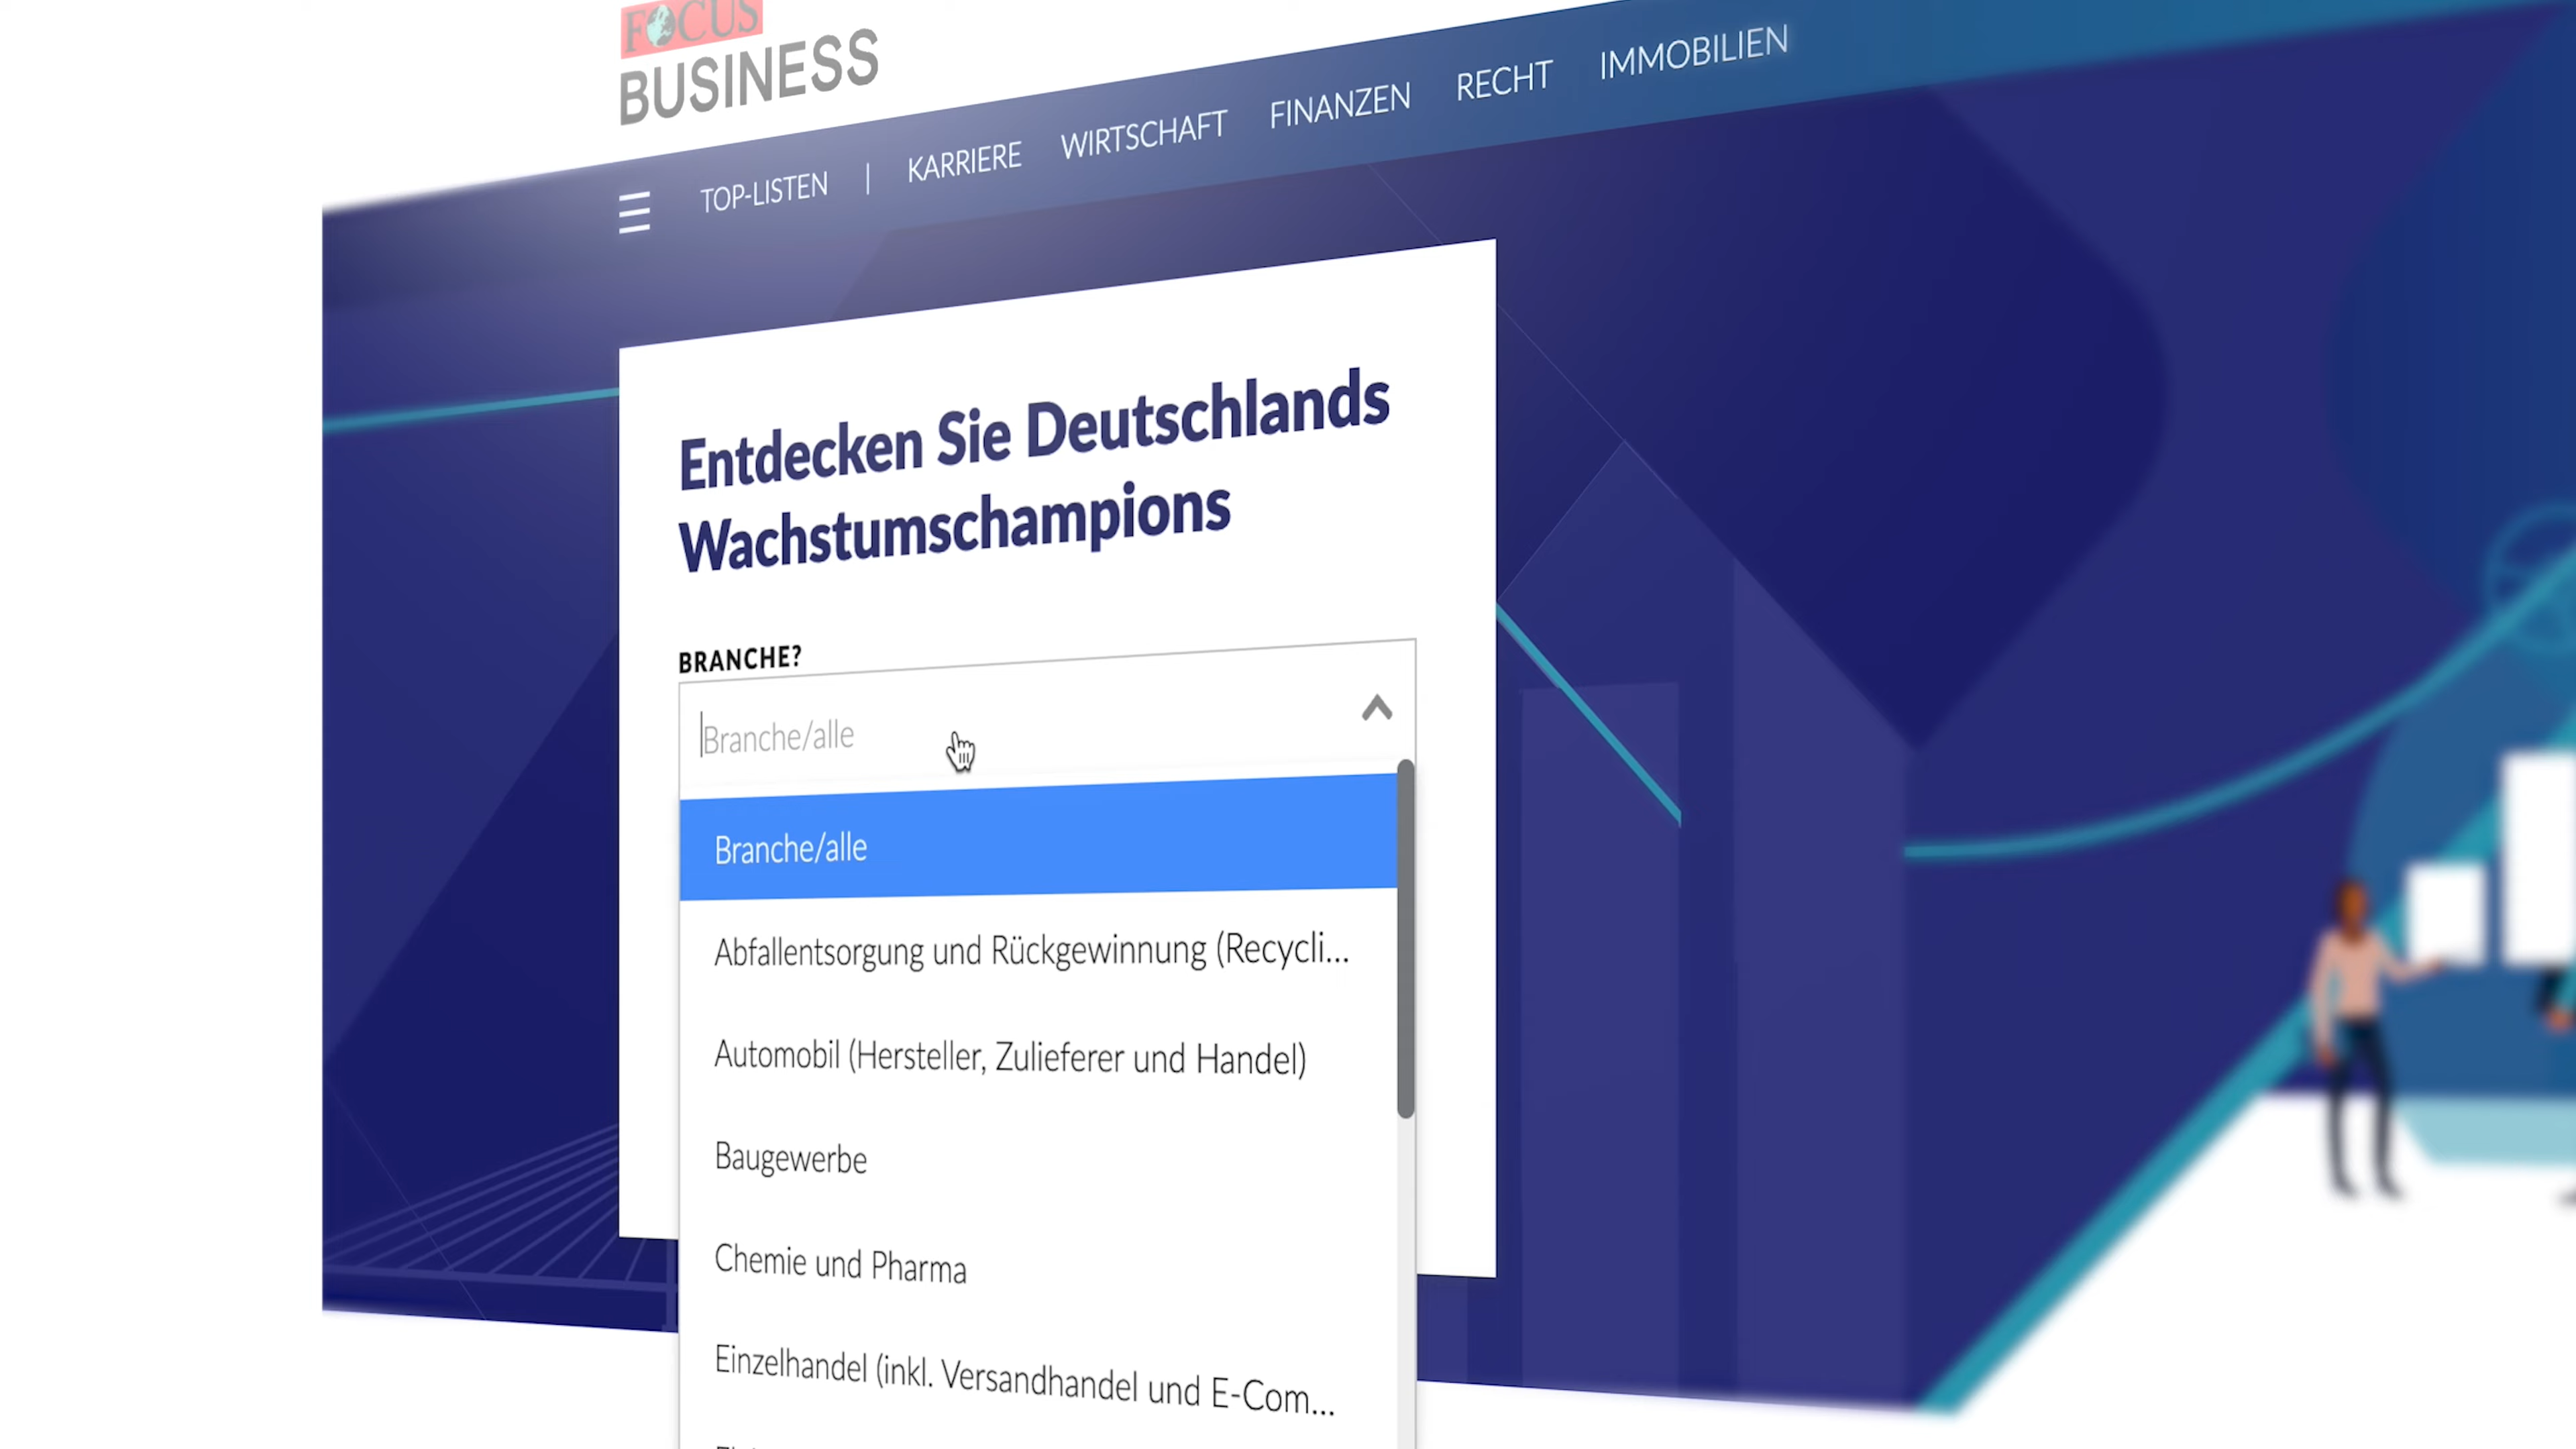 FOCUS
BUSINESS
TOP-LISTEN | KARRIERE WIRTSCHAFT FINANZEN RECHT IMMOBILIEN
Entdecken Sie Deutschlands
Wachstumschampions
BRANCHE?
Branche/alle
Branche/alle
Abfallentsorgung und Rückgewinnung (Recycli...
Automobil (Hersteller, Zulieferer und Handel)
Baugewerbe
Chemie und Pharma
Einzelhandel (inkl. Versandhandel und E-Com...